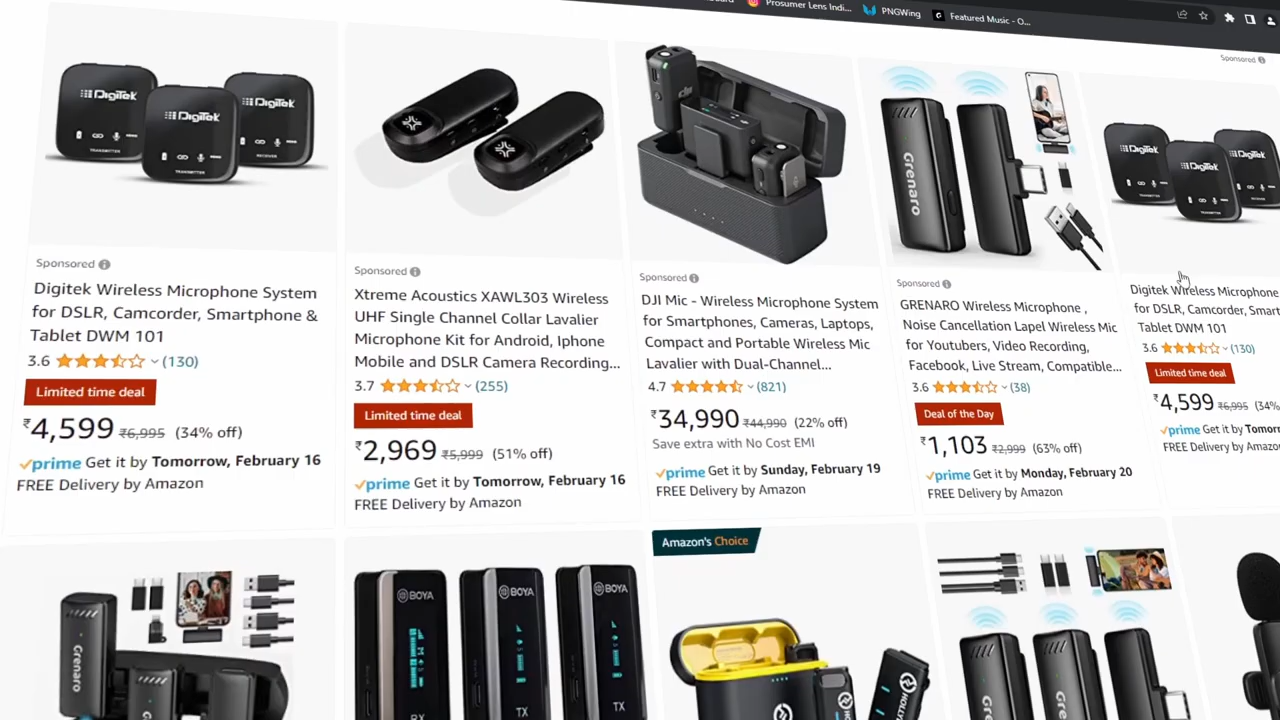 Prosumer Lens Indi...
PNGWing
Featured Music - O...
Sponsored
DigiTek
DigiTek
DigiTek
TRANSMITTER
TRANSMITTER
RECEIVER
Sponsored
Digitek Wireless Microphone System
for DSLR, Camcorder, Smartphone &
Tablet DWM 101
3.6 (130)
Limited time deal
₹4,599 ₹6,995 (34% off)
prime Get it by Tomorrow, February 16
FREE Delivery by Amazon
Sponsored
Xtreme Acoustics XAWL303 Wireless
UHF Single Channel Collar Lavalier
Microphone Kit for Android, Iphone
Mobile and DSLR Camera Recording...
3.7 (255)
Limited time deal
₹2,969 ₹5,999 (51% off)
prime Get it by Tomorrow, February 16
FREE Delivery by Amazon
Sponsored
DJI Mic - Wireless Microphone System
for Smartphones, Cameras, Laptops,
Compact and Portable Wireless Mic
Lavalier with Dual-Channel...
4.7 (821)
₹34,990 ₹44,990 (22% off)
Save extra with No Cost EMI
prime Get it by Sunday, February 19
FREE Delivery by Amazon
Grenaro
Sponsored
GRENARO Wireless Microphone ,
Noise Cancellation Lapel Wireless Mic
for Youtubers, Video Recording,
Facebook, Live Stream, Compatible...
3.6 (38)
Deal of the Day
₹1,103 ₹2,999 (63% off)
prime Get it by Monday, February 20
FREE Delivery by Amazon
DigiTek
DigiTek
DigiTek
Digitek Wireless Microphone
for DSLR, Camcorder, Smart
Tablet DWM 101
3.6 (130)
Limited time deal
₹4,599 ₹6,995 (34%
prime Get it by Tomor
FREE Delivery by Amazo
Grenaro
BOYA
BOYA
BOYA
RX
TX
TX
Amazon's Choice